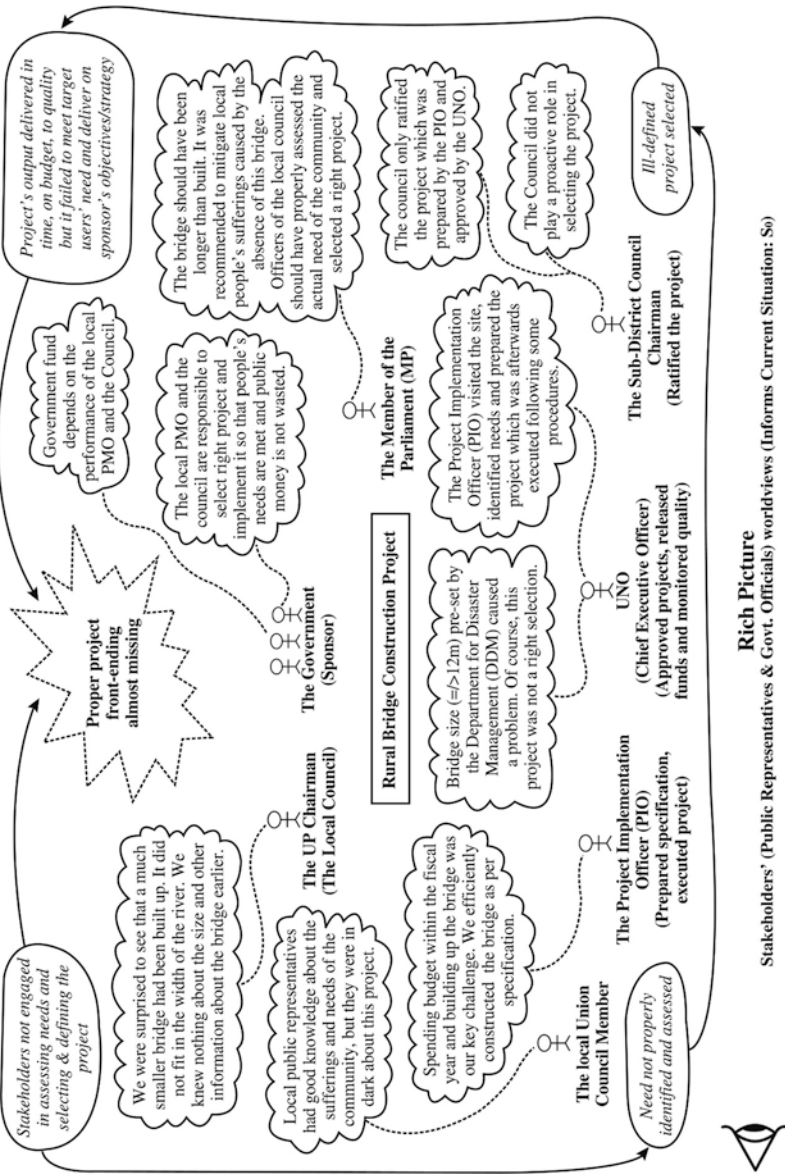 Stakeholders not engaged
in assessing needs and
selecting & defining the
project
Proper project
front-ending
almost missing
Government fund
depends on the
performance of the local
PMO and the Council.
Project's output delivered in
time, on budget, to quality
but it failed to meet target
users' need and deliver on
sponsor's objectives/strategy
We were surprised to see that a much
smaller bridge had been built up. It did
not fit in the width of the river. We
knew nothing about the size and other
information about the bridge earlier.
The UP Chairman
(The Local Council)
The Government
(Sponsor)
The local PMO and the
council are responsible to
select right project and
implement it so that people's
needs are met and public
money is not wasted.
The bridge should have been
longer than built. It was
recommended to mitigate local
people's sufferings caused by the
absence of this bridge.
Officers of the local council
should have properly assessed the
actual need of the community and
selected a right project.
The Member of the
Parliament (MP)
Local public representatives
had good knowledge about the
sufferings and needs of the
community, but they were in
dark about this project.
Rural Bridge Construction Project
Spending budget within the fiscal
year and building up the bridge was
our key challenge. We efficiently
constructed the bridge as per
specification.
Bridge size (=/>12m) pre-set by
the Department for Disaster
Management (DDM) caused
a problem. Of course, this
project was not a right selection.
The Project Implementation
Officer (PIO) visited the site,
identified needs and prepared the
project which was afterwards
executed following some
procedures.
The council only ratified
the project which was
prepared by the PIO and
approved by the UNO.
The Council did not
play a proactive role in
selecting the project.
The local Union
Council Member
The Project Implementation
Officer (PIO)
(Prepared specification,
executed project)
UNO
(Chief Executive Officer)
(Approved projects, released
funds and monitored quality)
The Sub-District Council
Chairman
(Ratified the project)
Need not properly
identified and assessed
Ill-defined
project selected
Rich Picture
Stakeholders' (Public Representatives & Govt. Officials) worldviews (Informs Current Situation: So)